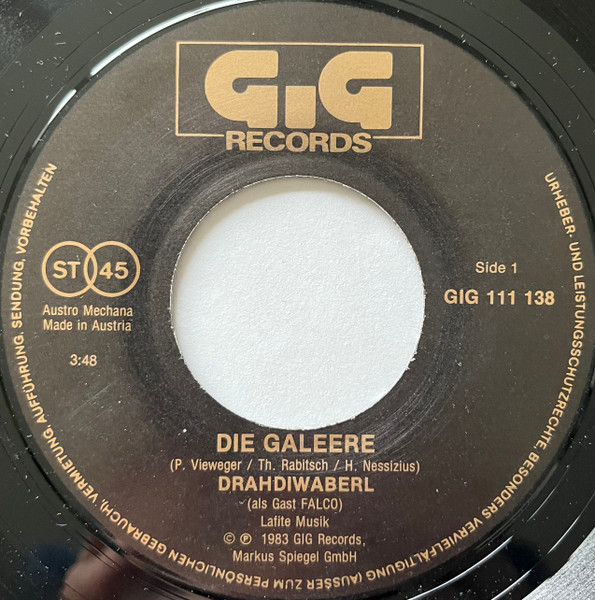 GiG
RECORDS
ST 45
Austro Mechana
Made in Austria
3:48
Side 1
GIG 111 138
DIE GALEERE
(P. Vieweger / Th. Rabitsch / H. Nessizius)
DRAHDIWABERL
(als Gast FALCO)
Lafite Musik
© ℗ 1983 GIG Records,
Markus Spiegel GmbH
URHEBER- UND LEISTUNGSSCHUTZRECHTE BESONDERS VERVIELFÄLTIGUNG (AUSSER ZUM PERSÖNLICHEN GEBRAUCH), VERMIETUNG, AUFFÜHRUNG, SENDUNG, VORBEHALTEN